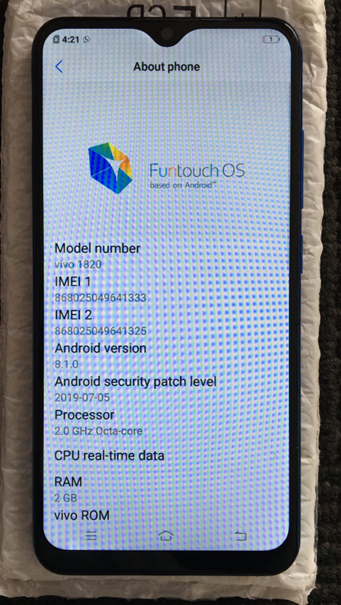 4:21
About phone
Funtouch OS
based on Android™
Model number
vivo 1820
IMEI 1
868025049641333
IMEI 2
868025049641325
Android version
8.1.0
Android security patch level
2019-07-05
Processor
2.0 GHz Octa-core
CPU real-time data
RAM
2 GB
vivo ROM